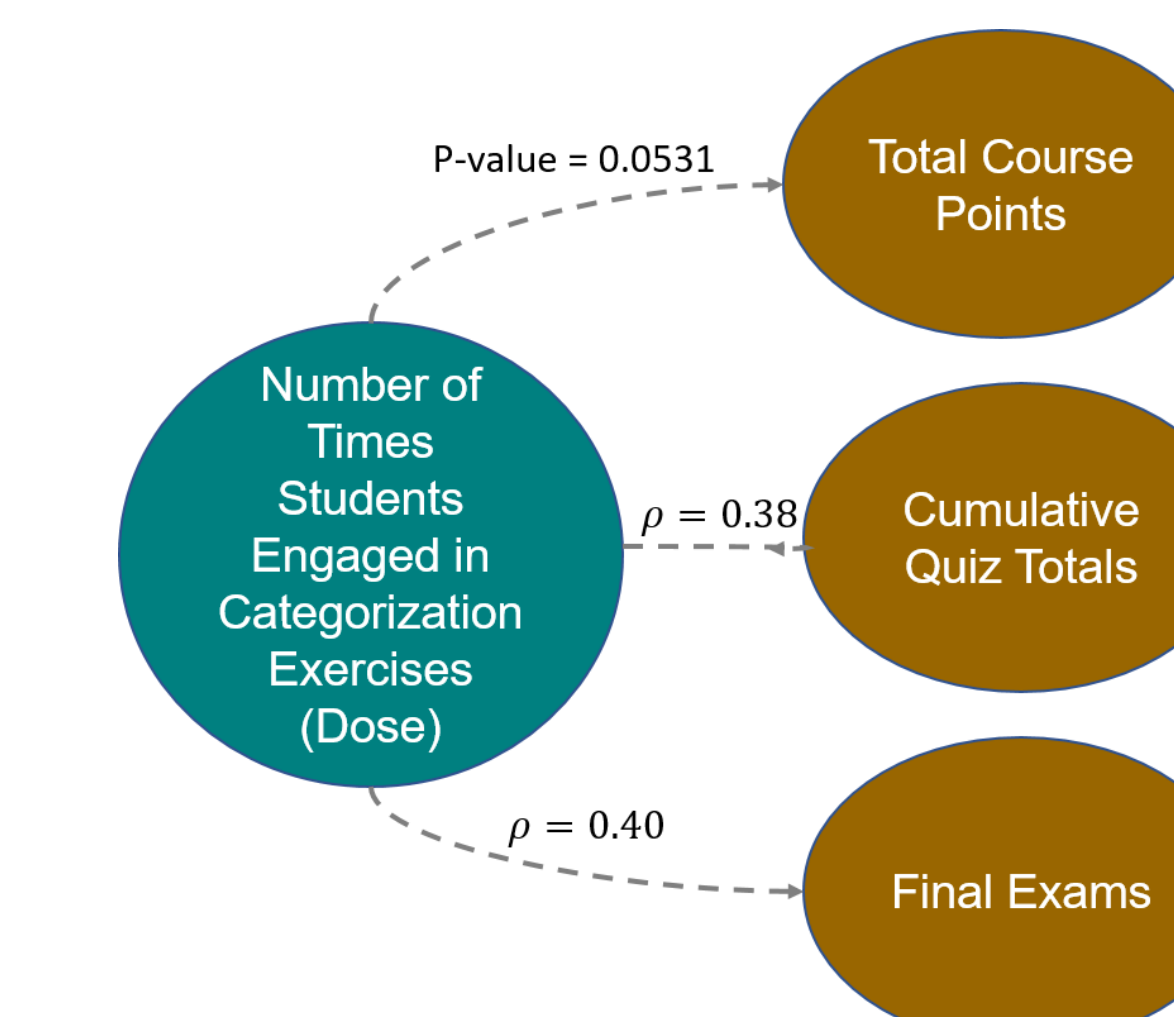 P-value = 0.0531
Total Course
Points
Number of
Times
Students
Engaged in
Categorization
Exercises
(Dose)
ρ = 0.38
Cumulative
Quiz Totals
ρ = 0.40
Final Exams